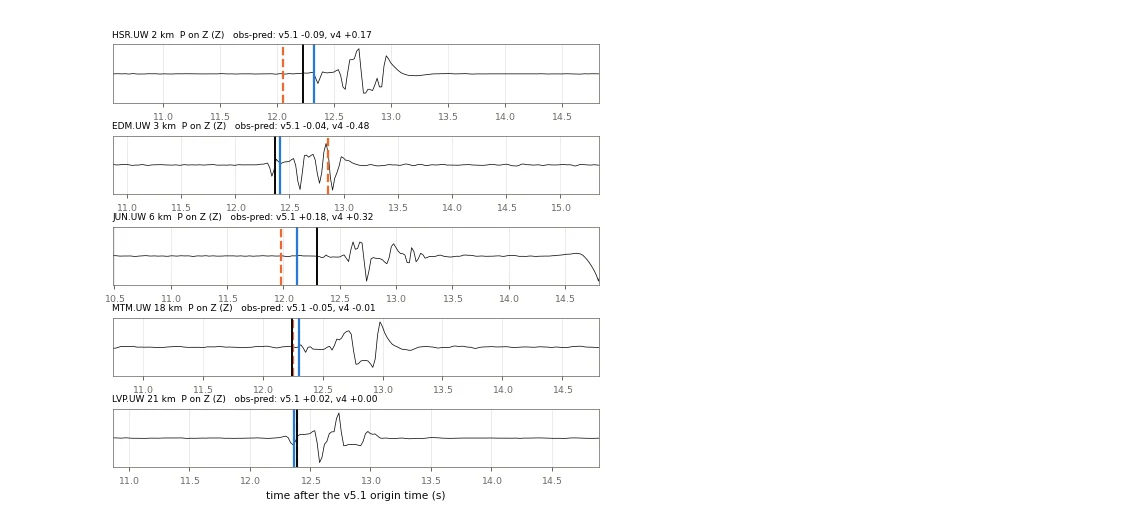 HSR.UW 2 km  P on Z (Z)   obs-pred: v5.1 -0.09, v4 +0.17
11.0 11.5 12.0 12.5 13.0 13.5 14.0 14.5
EDM.UW 3 km  P on Z (Z)   obs-pred: v5.1 -0.04, v4 -0.48
11.0 11.5 12.0 12.5 13.0 13.5 14.0 14.5 15.0
JUN.UW 6 km  P on Z (Z)   obs-pred: v5.1 +0.18, v4 +0.32
10.5 11.0 11.5 12.0 12.5 13.0 13.5 14.0 14.5
MTM.UW 18 km  P on Z (Z)   obs-pred: v5.1 -0.05, v4 -0.01
11.0 11.5 12.0 12.5 13.0 13.5 14.0 14.5
LVP.UW 21 km  P on Z (Z)   obs-pred: v5.1 +0.02, v4 +0.00
11.0 11.5 12.0 12.5 13.0 13.5 14.0 14.5
time after the v5.1 origin time (s)